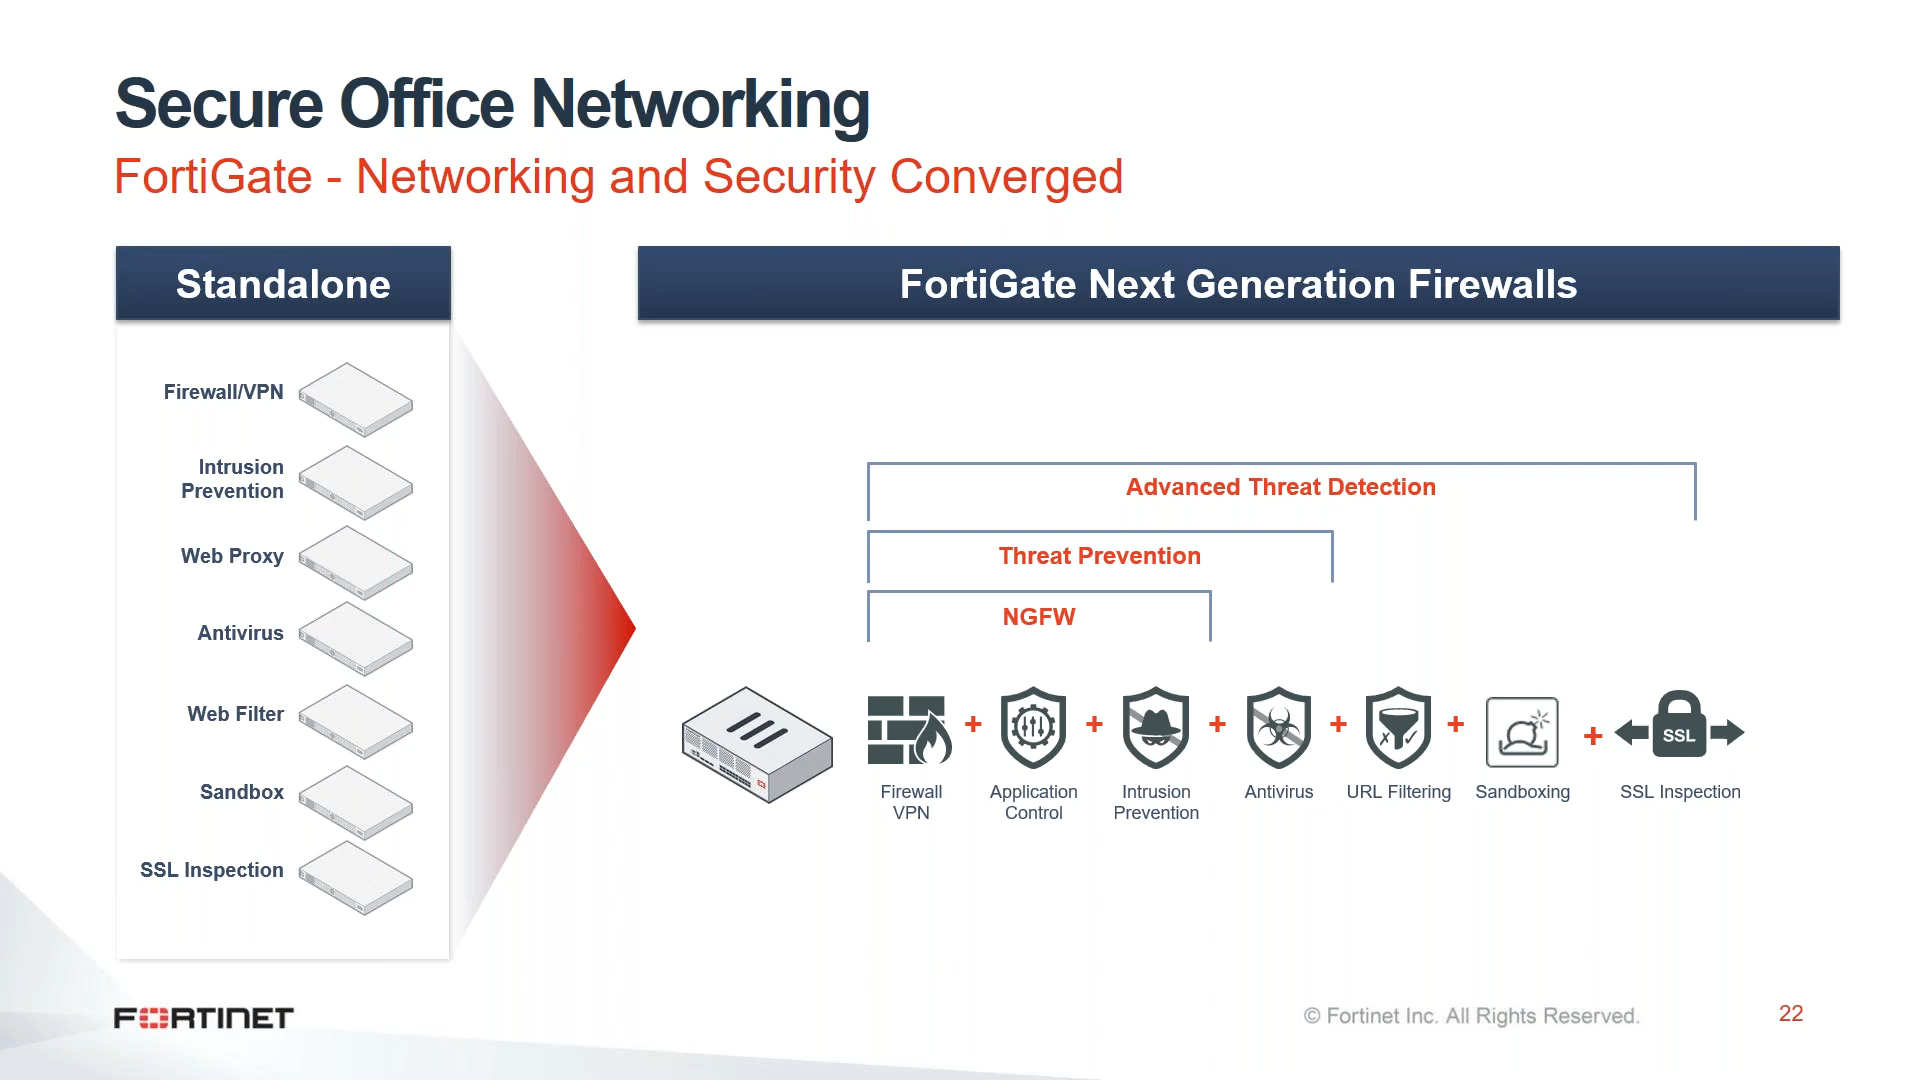 Secure Office Networking
FortiGate - Networking and Security Converged
Standalone
Firewall/VPN
Intrusion
Prevention
Web Proxy
Antivirus
Web Filter
Sandbox
SSL Inspection
FortiGate Next Generation Firewalls
Advanced Threat Detection
Threat Prevention
NGFW
+ + + + + +
SSL
Firewall
VPN
Application
Control
Intrusion
Prevention
Antivirus
URL Filtering
Sandboxing
SSL Inspection
FORTINET
© Fortinet Inc. All Rights Reserved.
22